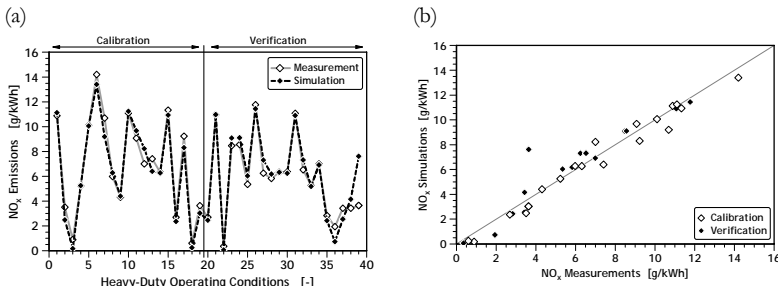 (a)
Calibration
Verification
NOx Emissions [g/kWh]
16
14
12
10
8
6
4
2
0
Measurement
Simulation
0 5 10 15 20 25 30 35 40
Heavy-Duty Operating Conditions [-]
(b)
NOx Simulations [g/kWh]
16
14
12
10
8
6
4
2
0
Calibration
Verification
0 2 4 6 8 10 12 14 16
NOx Measurements [g/kWh]